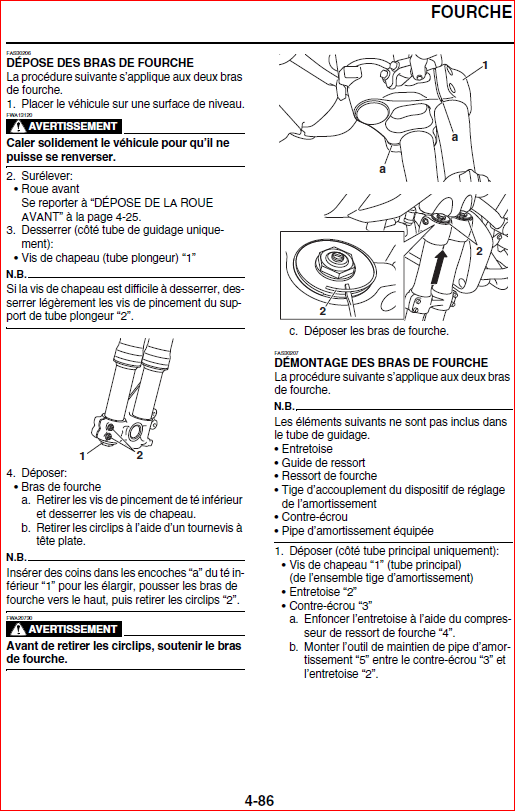 FOURCHE
FAS30206
DÉPOSE DES BRAS DE FOURCHE
La procédure suivante s'applique aux deux bras
de fourche.
1. Placer le véhicule sur une surface de niveau.
FWA13120
AVERTISSEMENT
Caler solidement le véhicule pour qu'il ne
puisse se renverser.
2. Surélever:
• Roue avant
Se reporter à “DÉPOSE DE LA ROUE
AVANT” à la page 4-25.
3. Desserrer (côté tube de guidage unique-
ment):
• Vis de chapeau (tube plongeur) “1”
N.B.
Si la vis de chapeau est difficile à desserrer, des-
serrer légèrement les vis de pincement du sup-
port de tube plongeur “2”.
1 2
4. Déposer:
• Bras de fourche
a. Retirer les vis de pincement de té inférieur
et desserrer les vis de chapeau.
b. Retirer les circlips à l'aide d'un tournevis à
tête plate.
N.B.
Insérer des coins dans les encoches “a” du té in-
férieur “1” pour les élargir, pousser les bras de
fourche vers le haut, puis retirer les circlips “2”.
FWA20730
AVERTISSEMENT
Avant de retirer les circlips, soutenir le bras
de fourche.
1
a
a
2
2
c. Déposer les bras de fourche.
FAS30207
DÉMONTAGE DES BRAS DE FOURCHE
La procédure suivante s'applique aux deux bras
de fourche.
N.B.
Les éléments suivants ne sont pas inclus dans
le tube de guidage.
• Entretoise
• Guide de ressort
• Ressort de fourche
• Tige d'accouplement du dispositif de réglage
de l'amortissement
• Contre-écrou
• Pipe d'amortissement équipée
1. Déposer (côté tube principal uniquement):
• Vis de chapeau “1” (tube principal)
(de l'ensemble tige d'amortissement)
• Entretoise “2”
• Contre-écrou “3”
a. Enfoncer l'entretoise à l'aide du compres-
seur de ressort de fourche “4”.
b. Monter l'outil de maintien de pipe d'amor-
tissement “5” entre le contre-écrou “3” et
l'entretoise “2”.
4-86